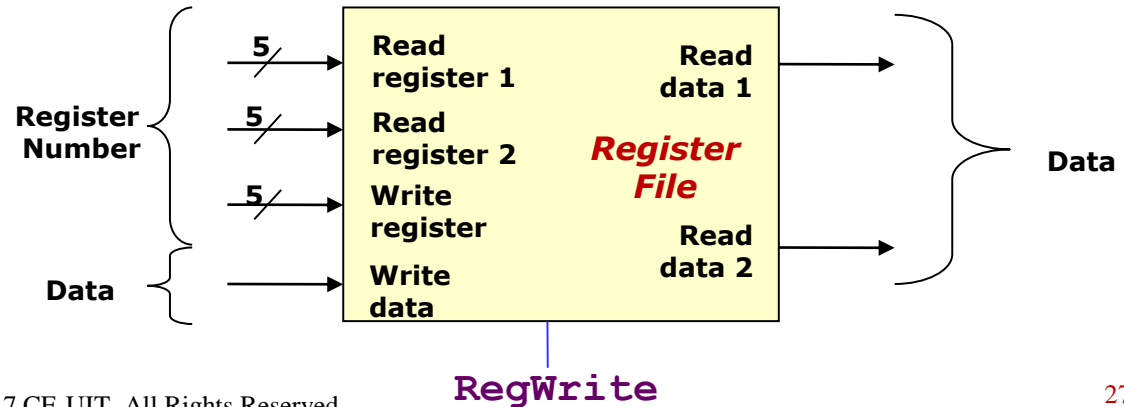 5
Read
register 1
Read
data 1
Register
Number
5
Read
register 2
Register
File
Data
5
Write
register
Read
data 2
Data
Write
data
RegWrite
7 CE-UIT. All Rights Reserved
27